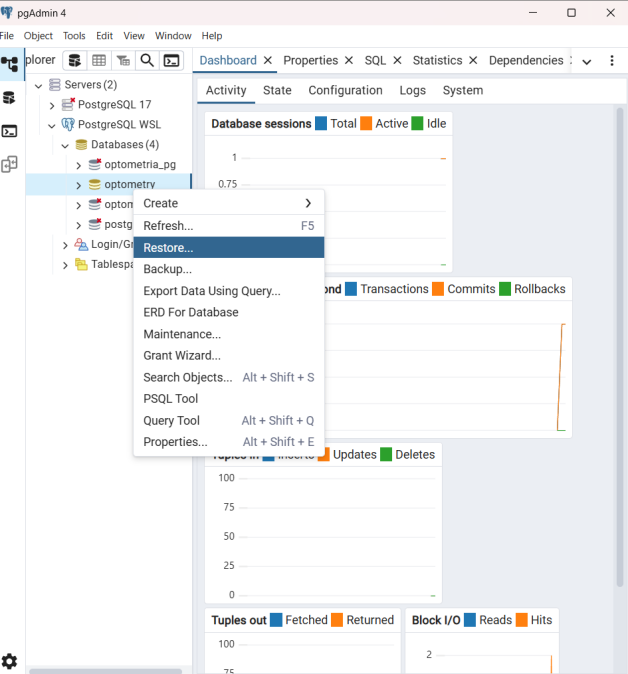 pgAdmin 4
File Object Tools Edit View Window Help
plorer
Dashboard Properties SQL Statistics Dependencies
Servers (2)
PostgreSQL 17
PostgreSQL WSL
Databases (4)
optometria_pg
optometry
optom
postg
Login/Gr
Tablespa
Activity State Configuration Logs System
Database sessions Total Active Idle
1
0.75
Create
Refresh... F5
Restore...
Backup...
Export Data Using Query...
ERD For Database
Maintenance...
Grant Wizard...
Search Objects... Alt + Shift + S
PSQL Tool
Query Tool Alt + Shift + Q
Properties... Alt + Shift + E
ond Transactions Commits Rollbacks
Tuples in Inserts Updates Deletes
100
75
50
25
0
Tuples out Fetched Returned
100
75
Block I/O Reads Hits
2